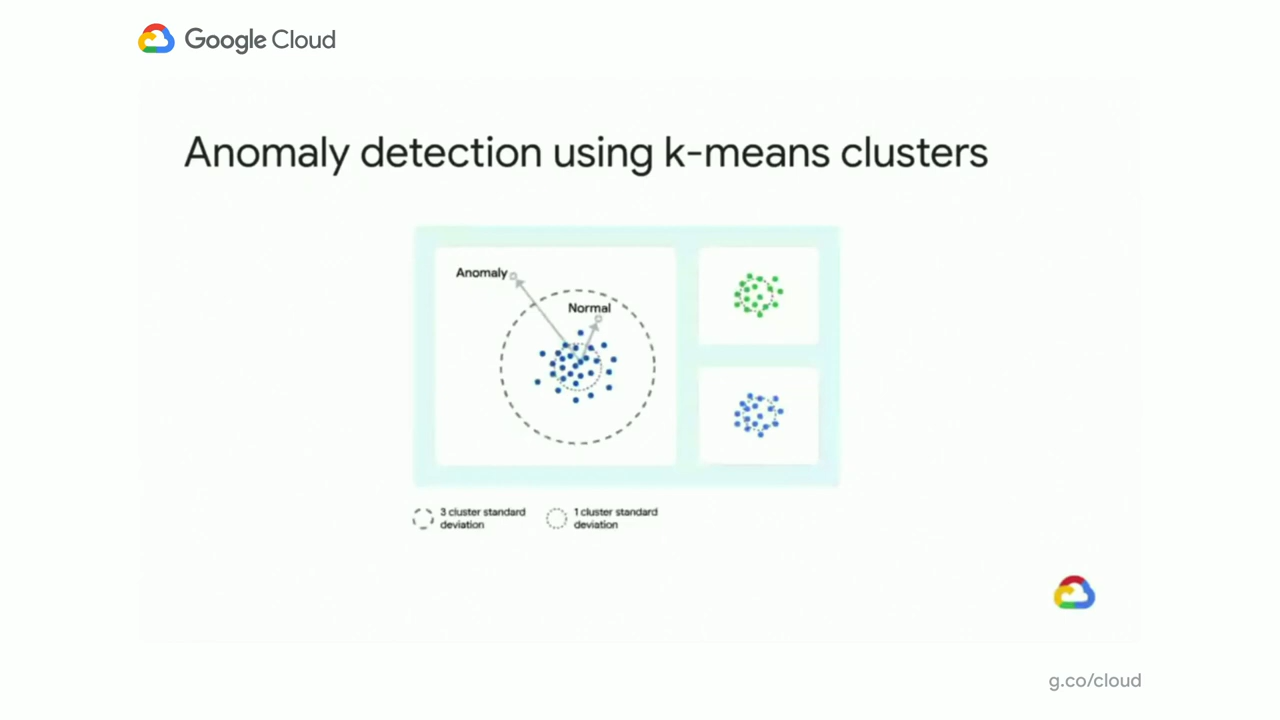 Google Cloud
Anomaly detection using k-means clusters
Anomaly
Normal
3 cluster standard
deviation
1 cluster standard
deviation
g.co/cloud